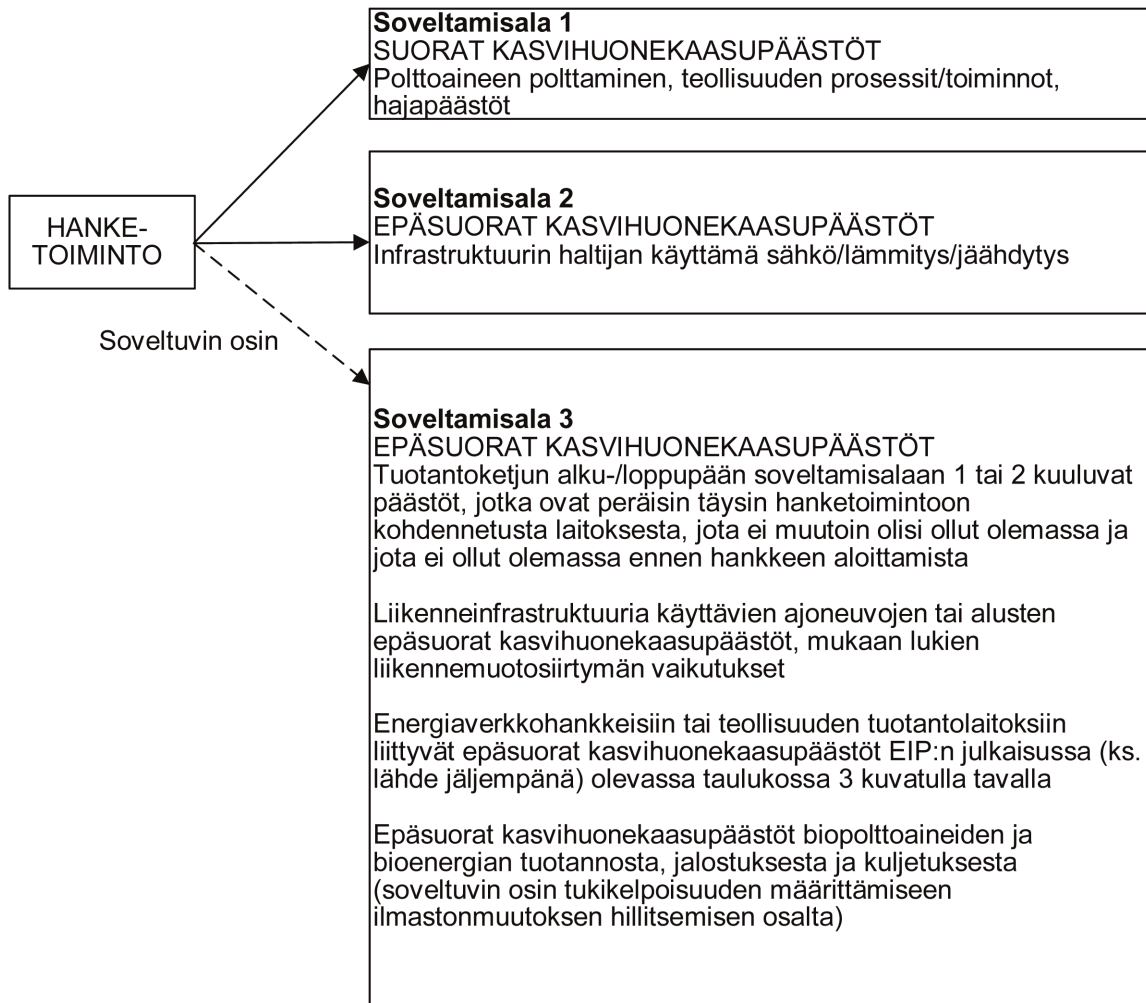 HANKE-
TOIMINTO
Soveltuvin osin
Soveltamisala 1
SUORAT KASVIHUONEKAASUPÄÄSTÖT
Polttoaineen polttaminen, teollisuuden prosessit/toiminnot,
hajapäästöt
Soveltamisala 2
EPÄSUORAT KASVIHUONEKAASUPÄÄSTÖT
Infrastruktuurin haltijan käyttämä sähkö/lämmitys/jäähdytys
Soveltamisala 3
EPÄSUORAT KASVIHUONEKAASUPÄÄSTÖT
Tuotantoketjun alku-/loppupään soveltamisalaan 1 tai 2 kuuluvat
päästöt, jotka ovat peräisin täysin hanketoimintoon
kohdennetusta laitoksesta, jota ei muutoin olisi ollut olemassa ja
jota ei ollut olemassa ennen hankkeen aloittamista
Liikenneinfrastruktuuria käyttävien ajoneuvojen tai alusten
epäsuorat kasvihuonekaasupäästöt, mukaan lukien
liikennemuotosiirtymän vaikutukset
Energiaverkkohankkeisiin tai teollisuuden tuotantolaitoksiin
liittyvät epäsuorat kasvihuonekaasupäästöt EIP:n julkaisussa (ks.
lähde jäljempänä) olevassa taulukossa 3 kuvatulla tavalla
Epäsuorat kasvihuonekaasupäästöt biopolttoaineiden ja
bioenergian tuotannosta, jalostuksesta ja kuljetuksesta
(soveltuvin osin tukikelpoisuuden määrittämiseen
ilmastonmuutoksen hillitsemisen osalta)